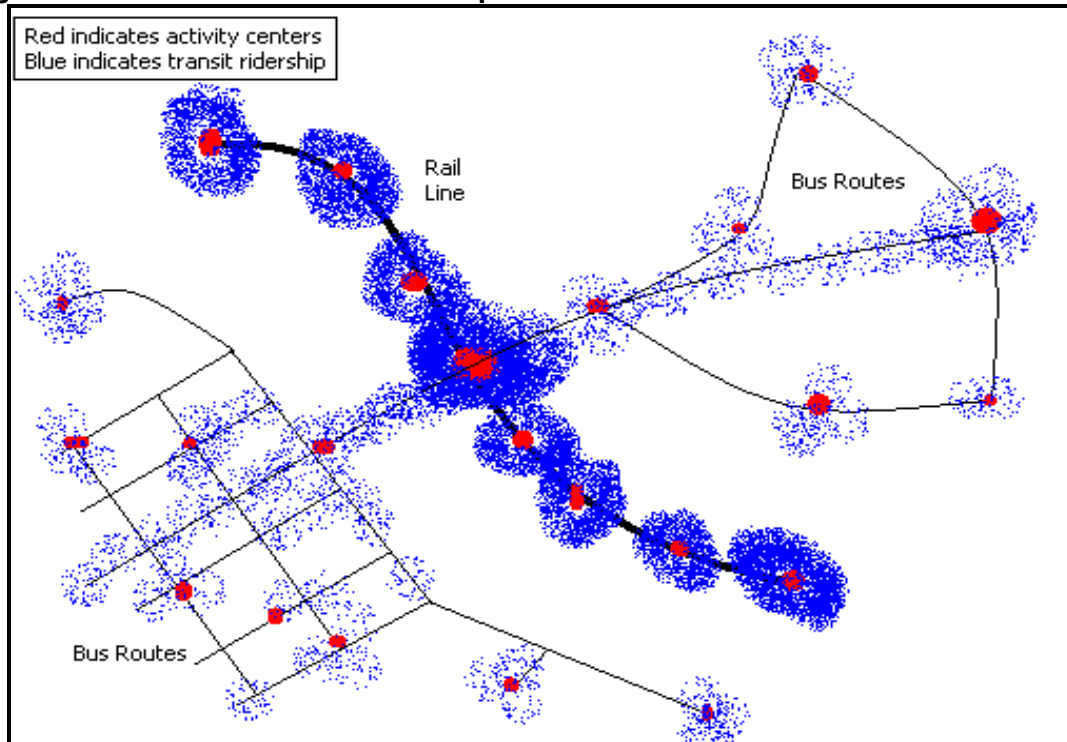 Red indicates activity centers
Blue indicates transit ridership
Rail
Line
Bus Routes
Bus Routes